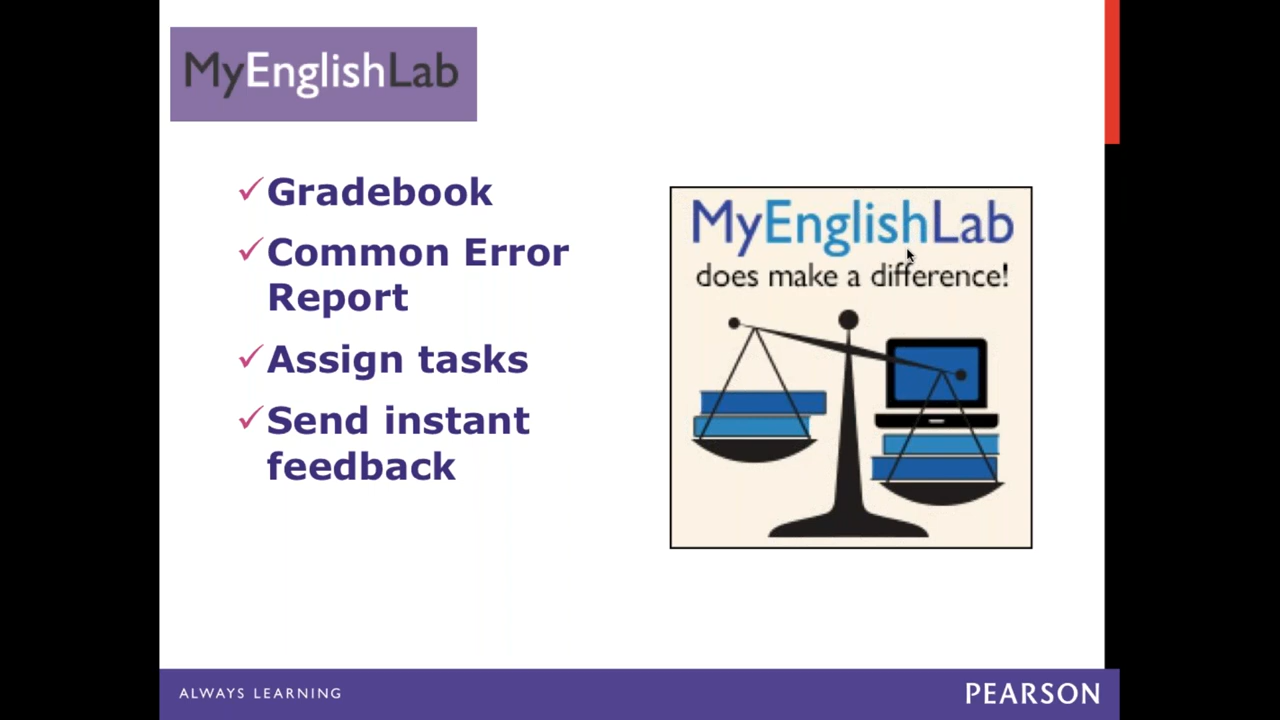 MyEnglishLab
Gradebook
Common Error
Report
Assign tasks
Send instant
feedback
MyEnglishLab
does make a difference!
ALWAYS LEARNING
PEARSON